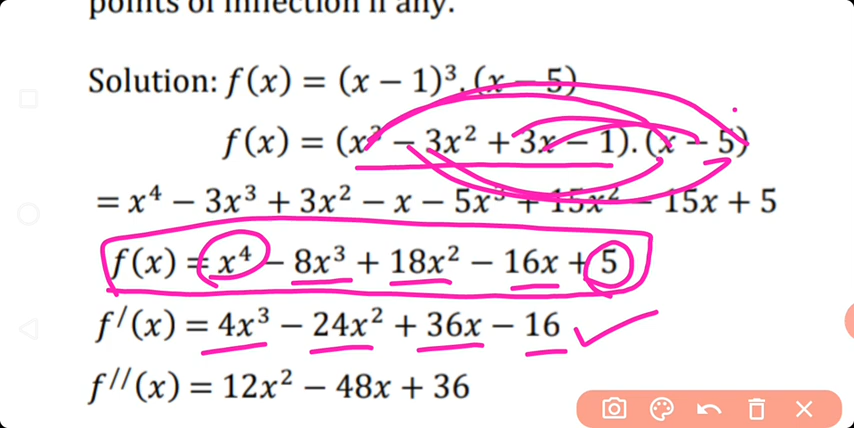 points of inflection if any.
Solution: f(x) = (x − 1)³.(x − 5)
f(x) = (x³ − 3x² + 3x − 1).(x − 5)
= x⁴ − 3x³ + 3x² − x − 5x³ + 15x² − 15x + 5
f(x) = x⁴ − 8x³ + 18x² − 16x + 5
f/(x) = 4x³ − 24x² + 36x − 16
f//(x) = 12x² − 48x + 36